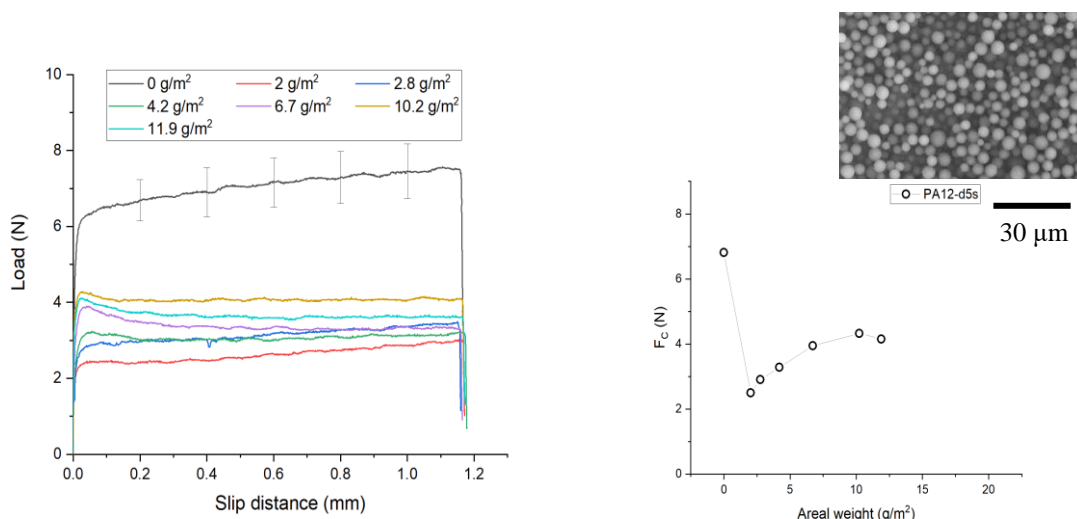 10
8
6
4
2
0
Load (N)
0 g/m²
2 g/m²
2.8 g/m²
4.2 g/m²
6.7 g/m²
10.2 g/m²
11.9 g/m²
0.0
0.2
0.4
0.6
0.8
1.0
1.2
Slip distance (mm)
30 μm
PA12-d5s
8
6
4
2
0
F_C (N)
0
5
10
15
20
Areal weight (g/m²)